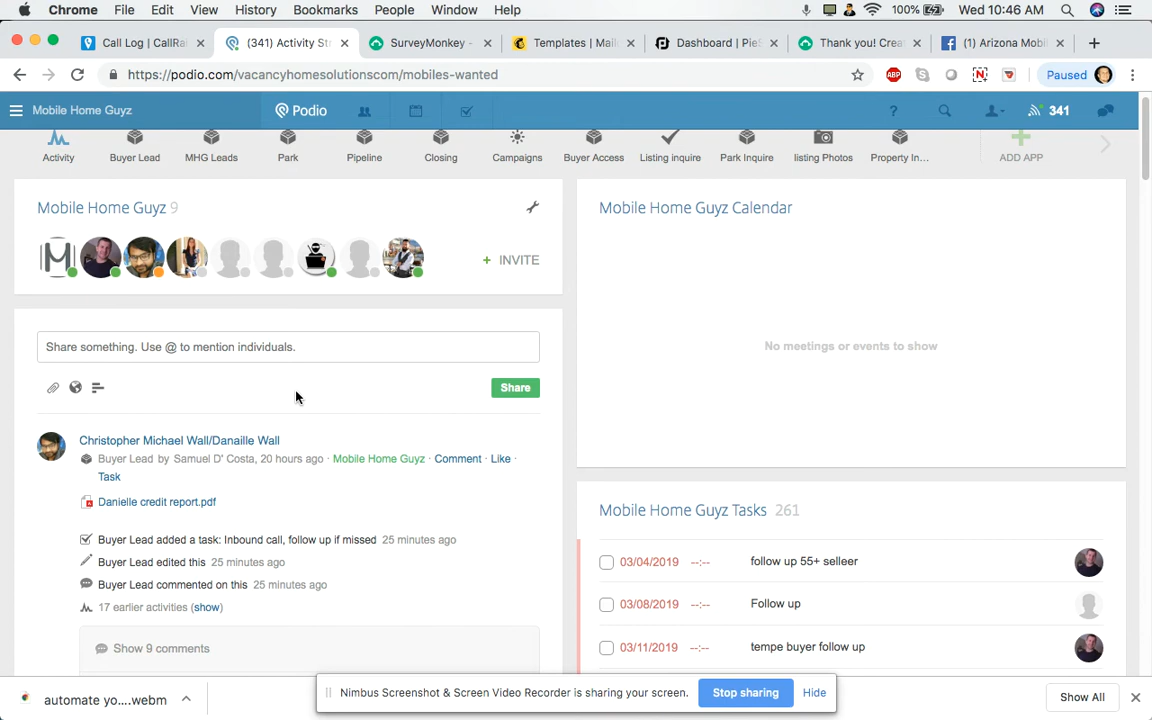 Chrome File Edit View History Bookmarks People Window Help 100% Wed 10:46 AM
Call Log | CallRa (341) Activity St SurveyMonkey - Templates | Mail Dashboard | PieS Thank you! Crea (1) Arizona Mobil
https://podio.com/vacancyhomesolutionscom/mobiles-wanted ABP N Paused
Mobile Home Guyz Podio ? 341
Activity Buyer Lead MHG Leads Park Pipeline Closing Campaigns Buyer Access Listing inquire Park Inquire listing Photos Property In... ADD APP
Mobile Home Guyz 9
+ INVITE
Share something. Use @ to mention individuals.
Share
Christopher Michael Wall/Danaille Wall
Buyer Lead by Samuel D' Costa, 20 hours ago · Mobile Home Guyz · Comment · Like ·
Task
Danielle credit report.pdf
Buyer Lead added a task: Inbound call, follow up if missed 25 minutes ago
Buyer Lead edited this 25 minutes ago
Buyer Lead commented on this 25 minutes ago
17 earlier activities (show)
Show 9 comments
Mobile Home Guyz Calendar
No meetings or events to show
Mobile Home Guyz Tasks 261
03/04/2019 --:-- follow up 55+ selleer
03/08/2019 --:-- Follow up
03/11/2019 --:-- tempe buyer follow up
automate yo....webm
Nimbus Screenshot & Screen Video Recorder is sharing your screen. Stop sharing Hide
Show All